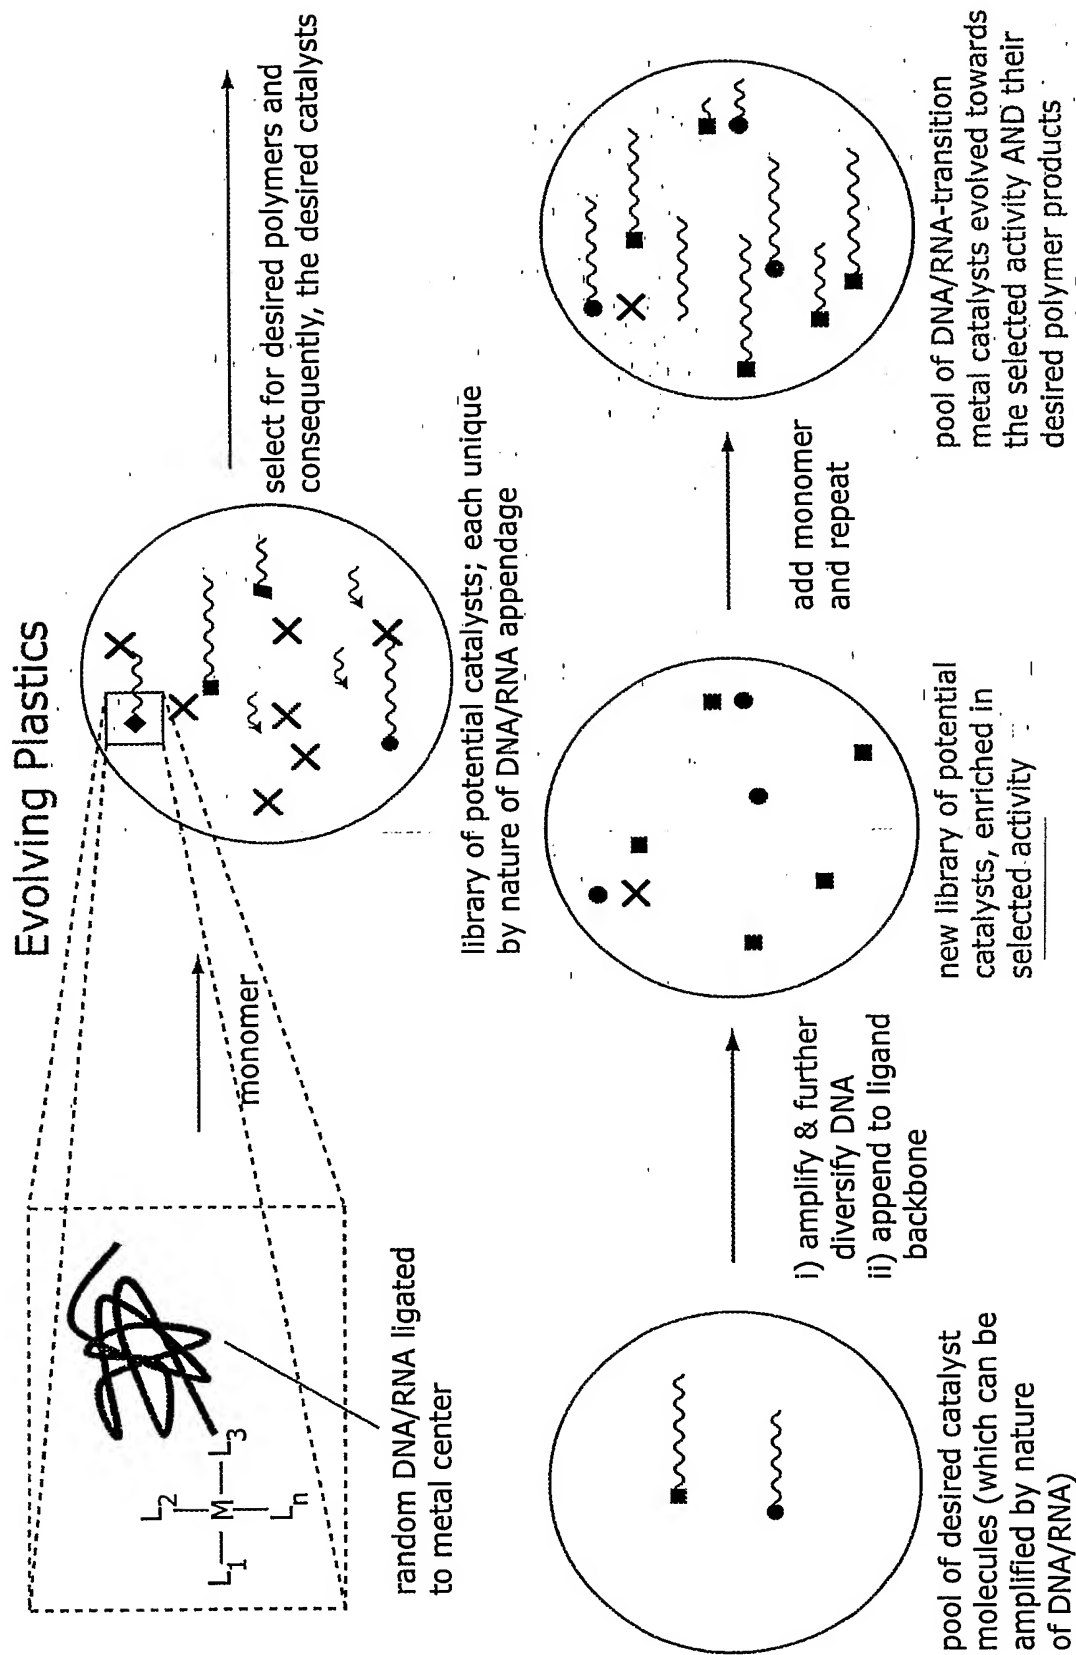 Evolving Plastics
L1
L2
M
L3
Ln
random DNA/RNA ligated
to metal center
monomer
library of potential catalysts; each unique
by nature of DNA/RNA appendage
select for desired polymers and
consequently, the desired catalysts
pool of desired catalyst
molecules (which can be
amplified by nature
of DNA/RNA)
i) amplify & further
diversify DNA
ii) append to ligand
backbone
new library of potential
catalysts, enriched in
selected activity
add monomer
and repeat
pool of DNA/RNA-transition
metal catalysts evolved towards
the selected activity AND their
desired polymer products